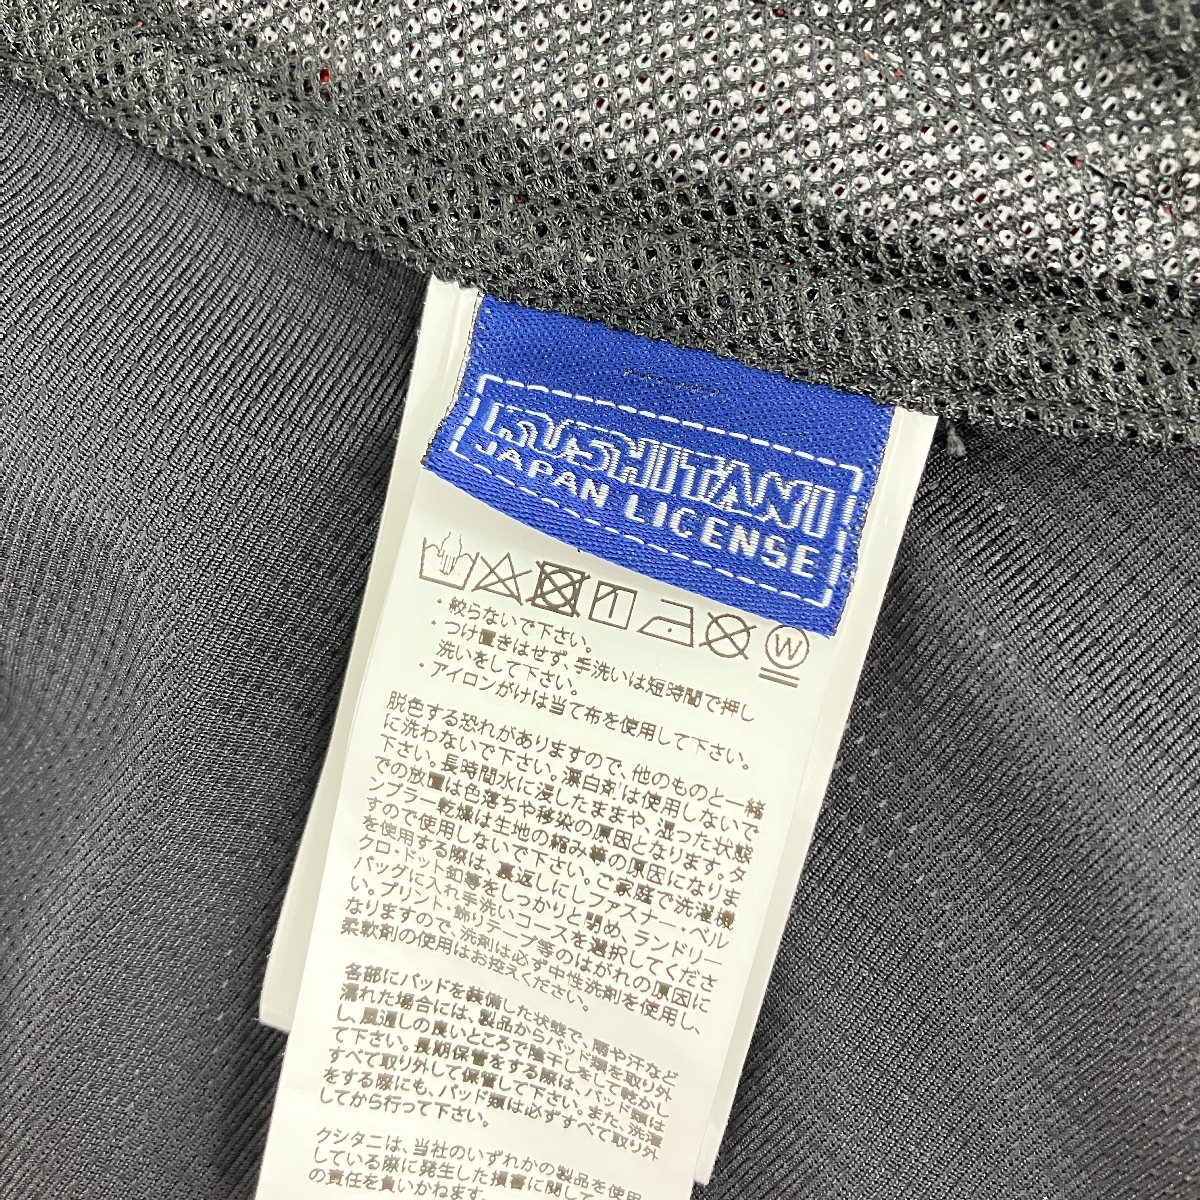 KUSHITANI
JAPAN LICENSE
W
・絞らないで下さい。
・つけ置きはせず、手洗いは短時間で押し
洗いをして下さい。
・アイロンがけは当て布を使用して下さい。
脱色する恐れがありますので、他のものと一緒
に洗わないで下さい。漂白剤は使用しないで
下さい。長時間水に浸したままや、湿った状態
での放置は色落ちや移染の原因となります。タ
ンブラー乾燥は生地の縮み等の原因になりま
すので使用しないで下さい。ご家庭で洗濯機
を使用する際は、裏返しにしファスナー・ベル
クロ・ドット釦等をしっかりと閉め、ランドリー
バッグに入れ手洗いコースを選択してくださ
い。プリント・飾りテープ等のはがれの原因に
なりますので、洗剤は必ず中性洗剤を使用し、
柔軟剤の使用はお控えください。
各部にパッドを装備した状態で、雨や汗など
濡れた場合には、製品からパッド類を取り外
し、風通しの良いところで陰干しをして乾かし
て下さい。長期保管をする際は、パッド類は
すべて取り外して保管して下さい。また、洗濯
をする際にも、パッド類は必ずすべて取り外
してから行って下さい。
クシタニは、当社のいずれかの製品を使用
している際に発生した損害に関して
の責任を負いかねます。